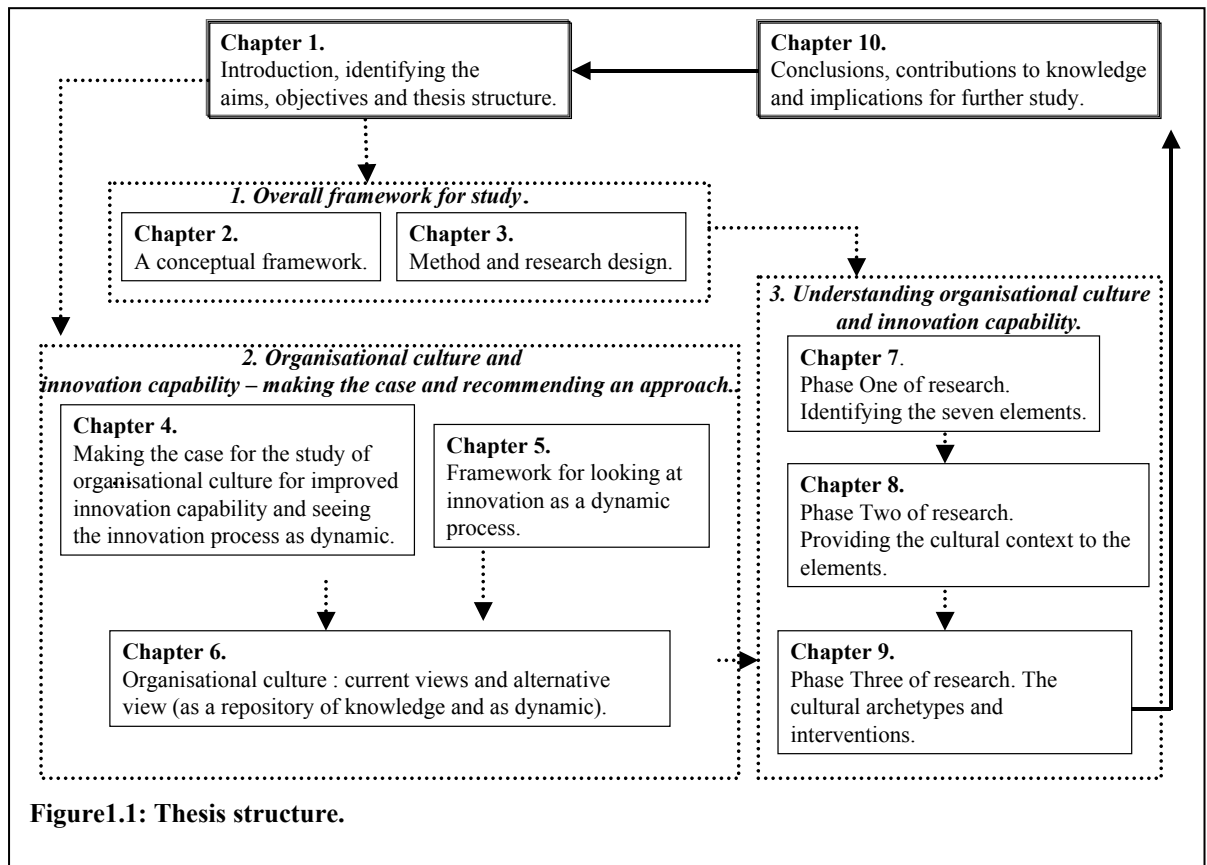 Chapter 1.
Introduction, identifying the
aims, objectives and thesis structure.
Chapter 10.
Conclusions, contributions to knowledge
and implications for further study.
1. Overall framework for study.
Chapter 2.
A conceptual framework.
Chapter 3.
Method and research design.
2. Organisational culture and
innovation capability – making the case and recommending an approach.
Chapter 4.
Making the case for the study of
organisational culture for improved
innovation capability and seeing
the innovation process as dynamic.
Chapter 5.
Framework for looking at
innovation as a dynamic
process.
Chapter 6.
Organisational culture : current views and alternative
view (as a repository of knowledge and as dynamic).
3. Understanding organisational culture
and innovation capability.
Chapter 7.
Phase One of research.
Identifying the seven elements.
Chapter 8.
Phase Two of research.
Providing the cultural context to the
elements.
Chapter 9.
Phase Three of research. The
cultural archetypes and
interventions.
Figure1.1: Thesis structure.